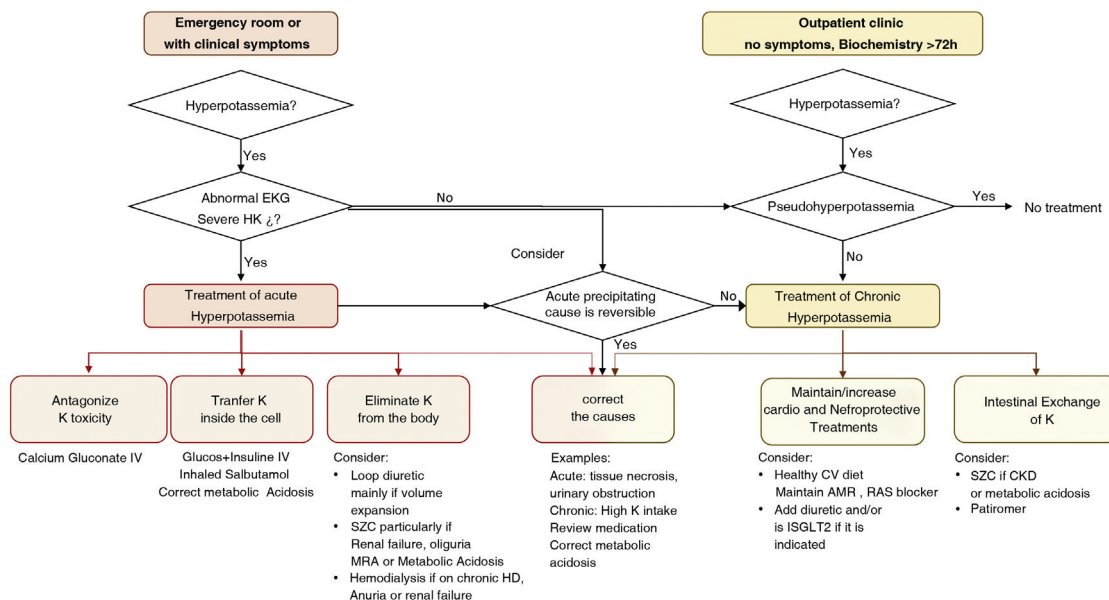 Emergency room or
with clinical symptoms
Outpatient clinic
no symptoms, Biochemistry >72h
Hyperpotassemia?
Hyperpotassemia?
Yes
Yes
Abnormal EKG
Severe HK ¿?
No
Pseudohyperpotassemia
Yes
No treatment
Consider
Yes
No
Treatment of acute
Hyperpotassemia
Acute precipitating
cause is reversible
No
Treatment of Chronic
Hyperpotassemia
Yes
Antagonize
K toxicity
Tranfer K
inside the cell
Eliminate K
from the body
correct
the causes
Maintain/increase
cardio and Nefroprotective
Treatments
Intestinal Exchange
of K
Calcium Gluconate IV
Glucos+Insuline IV
Inhaled Salbutamol
Correct metabolic Acidosis
Consider:
• Loop diuretic
mainly if volume
expansion
• SZC particularly if
Renal failure, oliguria
MRA or Metabolic Acidosis
• Hemodialysis if on chronic HD,
Anuria or renal failure
Examples:
Acute: tissue necrosis,
urinary obstruction
Chronic: High K intake
Review medication
Correct metabolic
acidosis
Consider:
• Healthy CV diet
Maintain AMR , RAS blocker
• Add diuretic and/or
is ISGLT2 if it is
indicated
Consider:
• SZC if CKD
or metabolic acidosis
• Patiromer